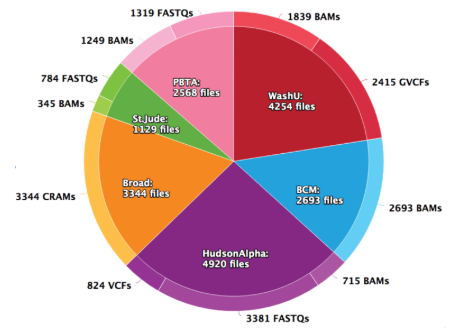 1319 FASTQs
1839 BAMs
1249 BAMs
2415 GVCFs
784 FASTQs
PBTA:
2568 files
WashU:
4254 files
345 BAMs
St.Jude:
1129 files
Broad:
3344 files
BCM:
2693 files
3344 CRAMs
2693 BAMs
HudsonAlpha:
4920 files
824 VCFs
715 BAMs
3381 FASTQs